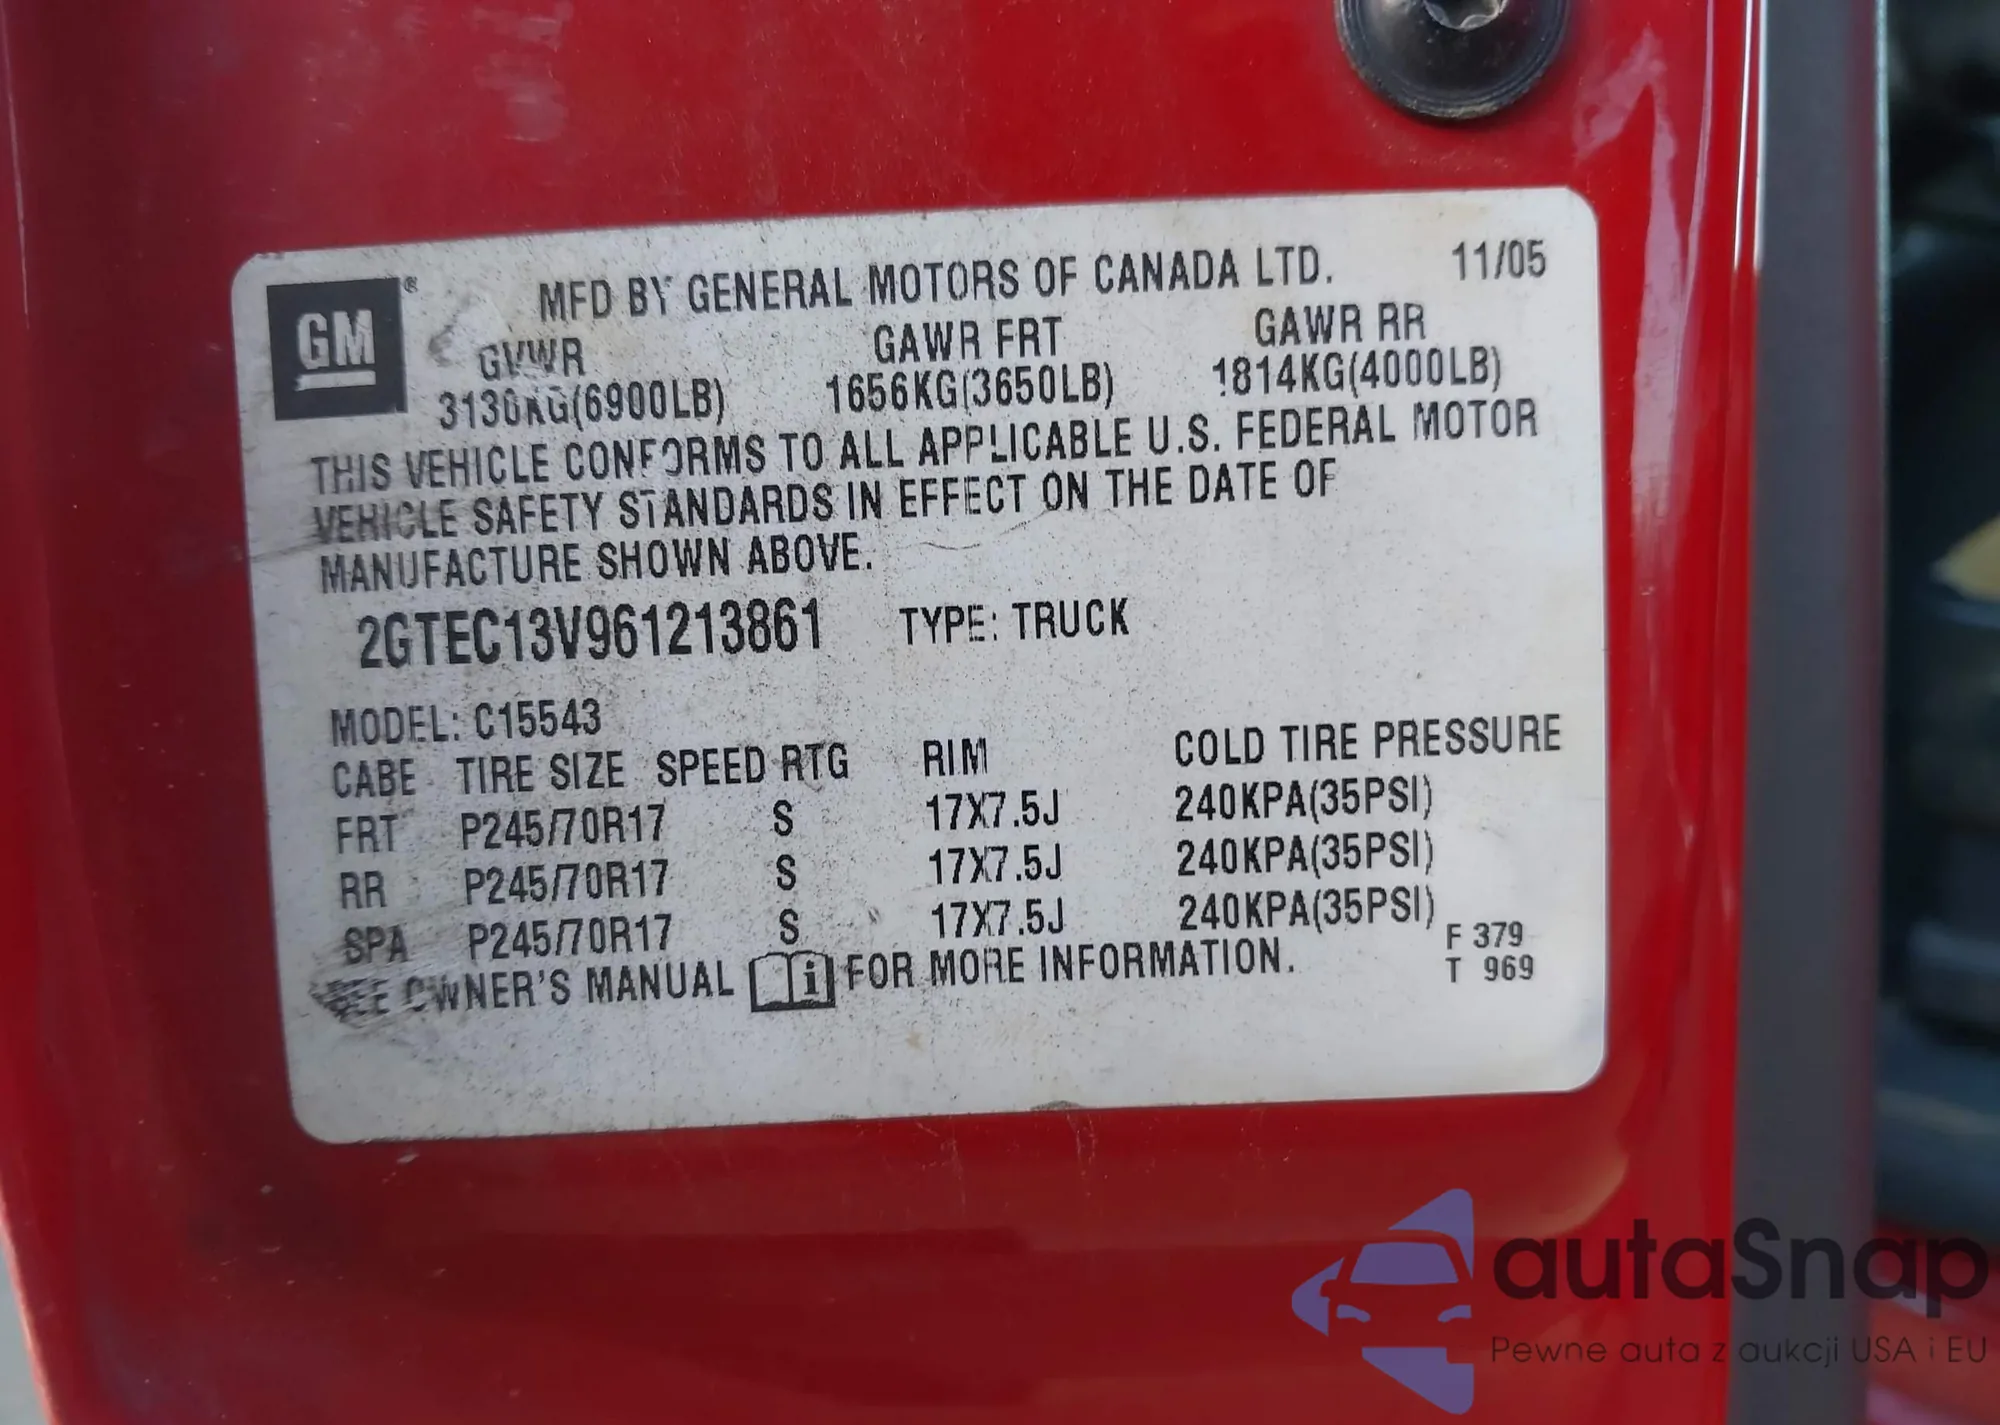 GM ®
MFD BY GENERAL MOTORS OF CANADA LTD. 11/05
GVWR GAWR FRT GAWR RR
3130KG(6900LB) 1656KG(3650LB) 1814KG(4000LB)
THIS VEHICLE CONFORMS TO ALL APPLICABLE U.S. FEDERAL MOTOR
VEHICLE SAFETY STANDARDS IN EFFECT ON THE DATE OF
MANUFACTURE SHOWN ABOVE.
2GTEC13V961213861 TYPE: TRUCK
MODEL: C15543
CABE TIRE SIZE SPEED RTG RIM COLD TIRE PRESSURE
FRT P245/70R17 S 17X7.5J 240KPA(35PSI)
RR P245/70R17 S 17X7.5J 240KPA(35PSI)
SPA P245/70R17 S 17X7.5J 240KPA(35PSI)
SEE OWNER'S MANUAL i FOR MORE INFORMATION.
F 379
T 969
autaSnap
Pewne auta z aukcji USA i EU